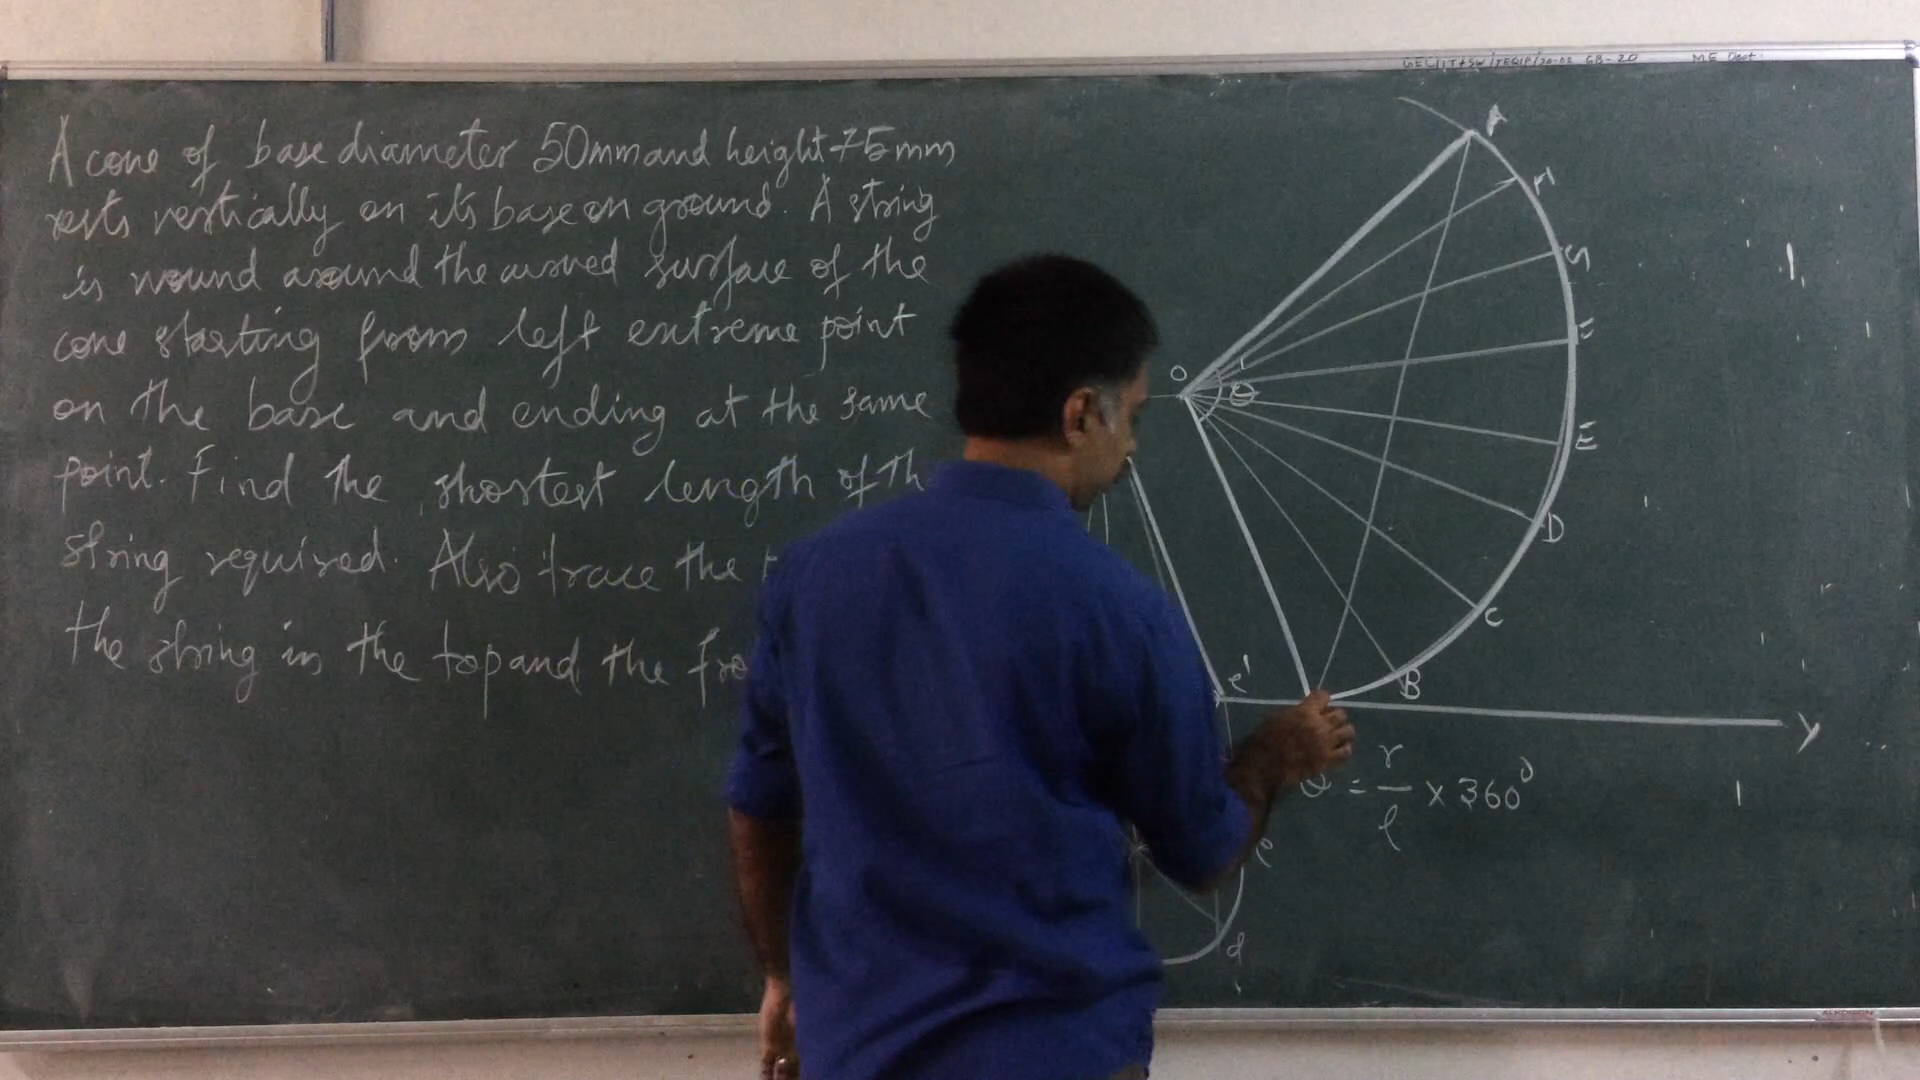 A cone of base diameter 50mm and height 75mm
rests vertically on its base on ground. A string
is wound around the curved surface of the
cone starting from left extreme point
on the base and ending at the same
point. Find the shortest length of th
string required. Also trace the
the string in the top and the fro
ME Dept.
A
G
O
θ
E
D
C
B
e'
y
θ = r/l x 360°
e
d